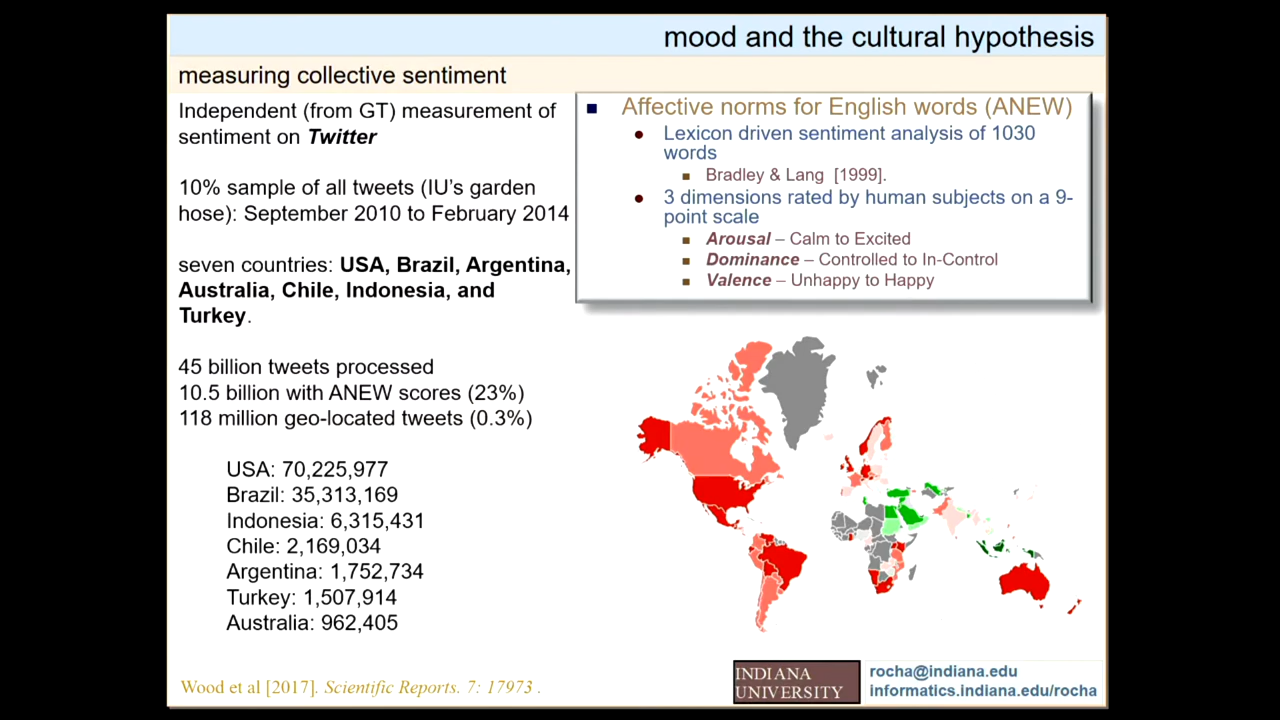 mood and the cultural hypothesis
measuring collective sentiment
Independent (from GT) measurement of
sentiment on Twitter
10% sample of all tweets (IU's garden
hose): September 2010 to February 2014
seven countries: USA, Brazil, Argentina,
Australia, Chile, Indonesia, and
Turkey.
45 billion tweets processed
10.5 billion with ANEW scores (23%)
118 million geo-located tweets (0.3%)
USA: 70,225,977
Brazil: 35,313,169
Indonesia: 6,315,431
Chile: 2,169,034
Argentina: 1,752,734
Turkey: 1,507,914
Australia: 962,405
Affective norms for English words (ANEW)
Lexicon driven sentiment analysis of 1030
words
Bradley & Lang [1999].
3 dimensions rated by human subjects on a 9-
point scale
Arousal – Calm to Excited
Dominance – Controlled to In-Control
Valence – Unhappy to Happy
Wood et al [2017]. Scientific Reports. 7: 17973 .
INDIANA
UNIVERSITY
rocha@indiana.edu
informatics.indiana.edu/rocha